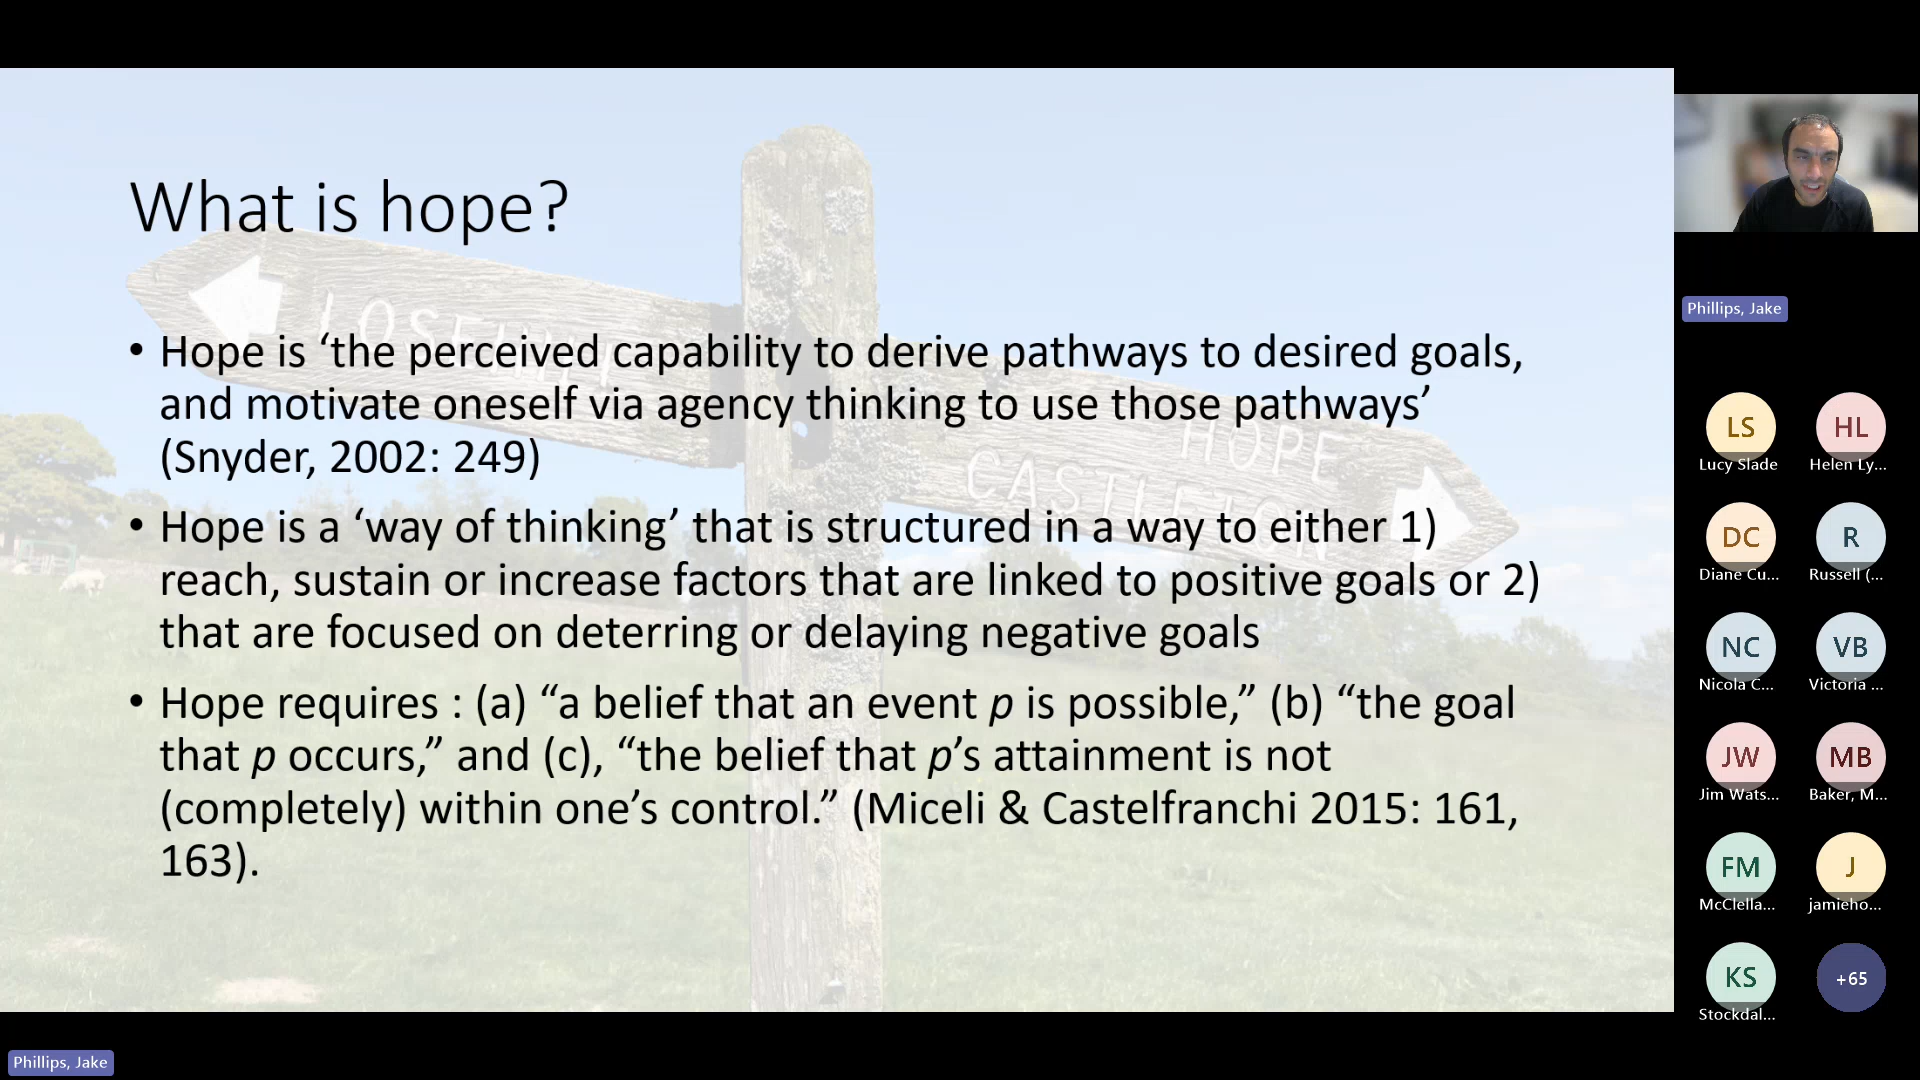 What is hope?
LOSEHILL
HOPE
CASTLETON
• Hope is ‘the perceived capability to derive pathways to desired goals,
and motivate oneself via agency thinking to use those pathways’
(Snyder, 2002: 249)
• Hope is a ‘way of thinking’ that is structured in a way to either 1)
reach, sustain or increase factors that are linked to positive goals or 2)
that are focused on deterring or delaying negative goals
• Hope requires : (a) “a belief that an event p is possible,” (b) “the goal
that p occurs,” and (c), “the belief that p’s attainment is not
(completely) within one’s control.” (Miceli & Castelfranchi 2015: 161,
163).
Phillips, Jake
LS
Lucy Slade
HL
Helen Ly...
DC
Diane Cu...
R
Russell (...
NC
Nicola C...
VB
Victoria ...
JW
Jim Wats...
MB
Baker, M...
FM
McClella...
J
jamieho...
KS
Stockdal...
+65
Phillips, Jake